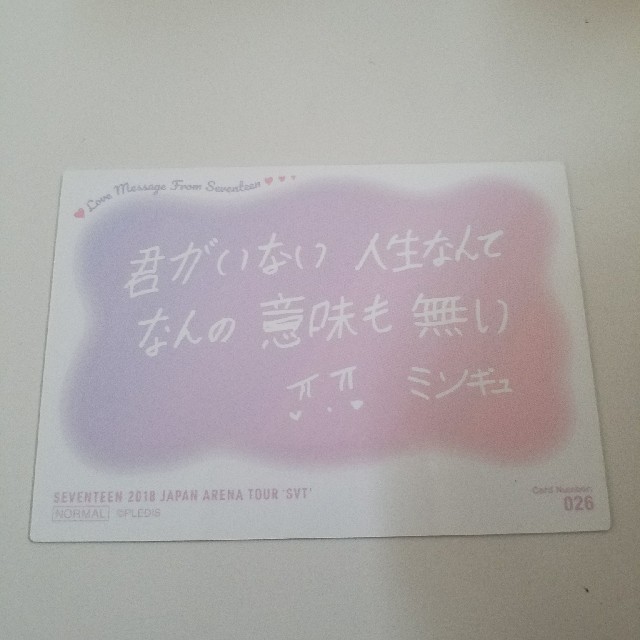 Love Message From Seventeen
君がいない 人生なんて
なんの 意味も 無い
ㅠ.ㅠ ミンギュ
SEVENTEEN 2018 JAPAN ARENA TOUR 'SVT'
NORMAL ©PLEDIS
Card Number:
026